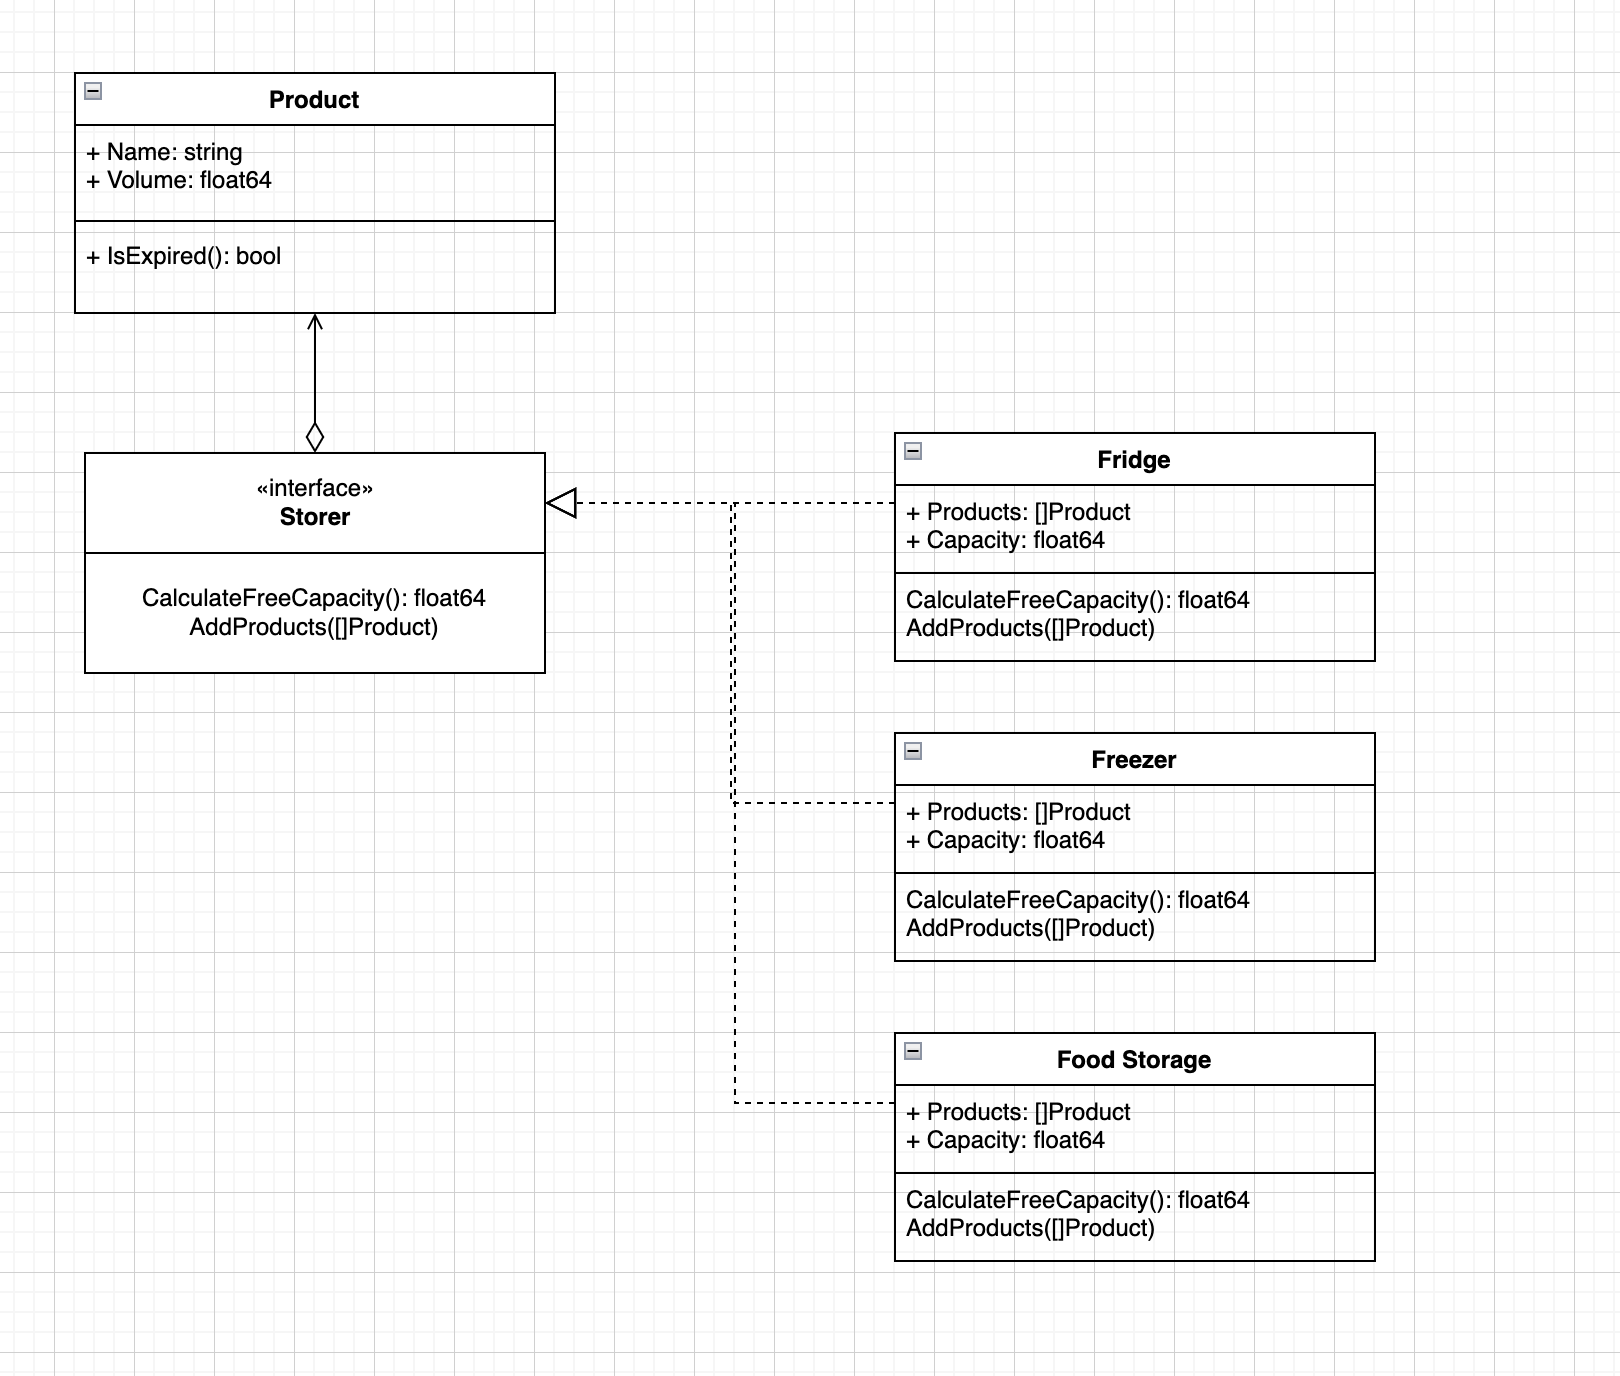 Product
+ Name: string
+ Volume: float64
+ IsExpired(): bool
«interface»
Storer
CalculateFreeCapacity(): float64
AddProducts([]Product)
Fridge
+ Products: []Product
+ Capacity: float64
CalculateFreeCapacity(): float64
AddProducts([]Product)
Freezer
+ Products: []Product
+ Capacity: float64
CalculateFreeCapacity(): float64
AddProducts([]Product)
Food Storage
+ Products: []Product
+ Capacity: float64
CalculateFreeCapacity(): float64
AddProducts([]Product)